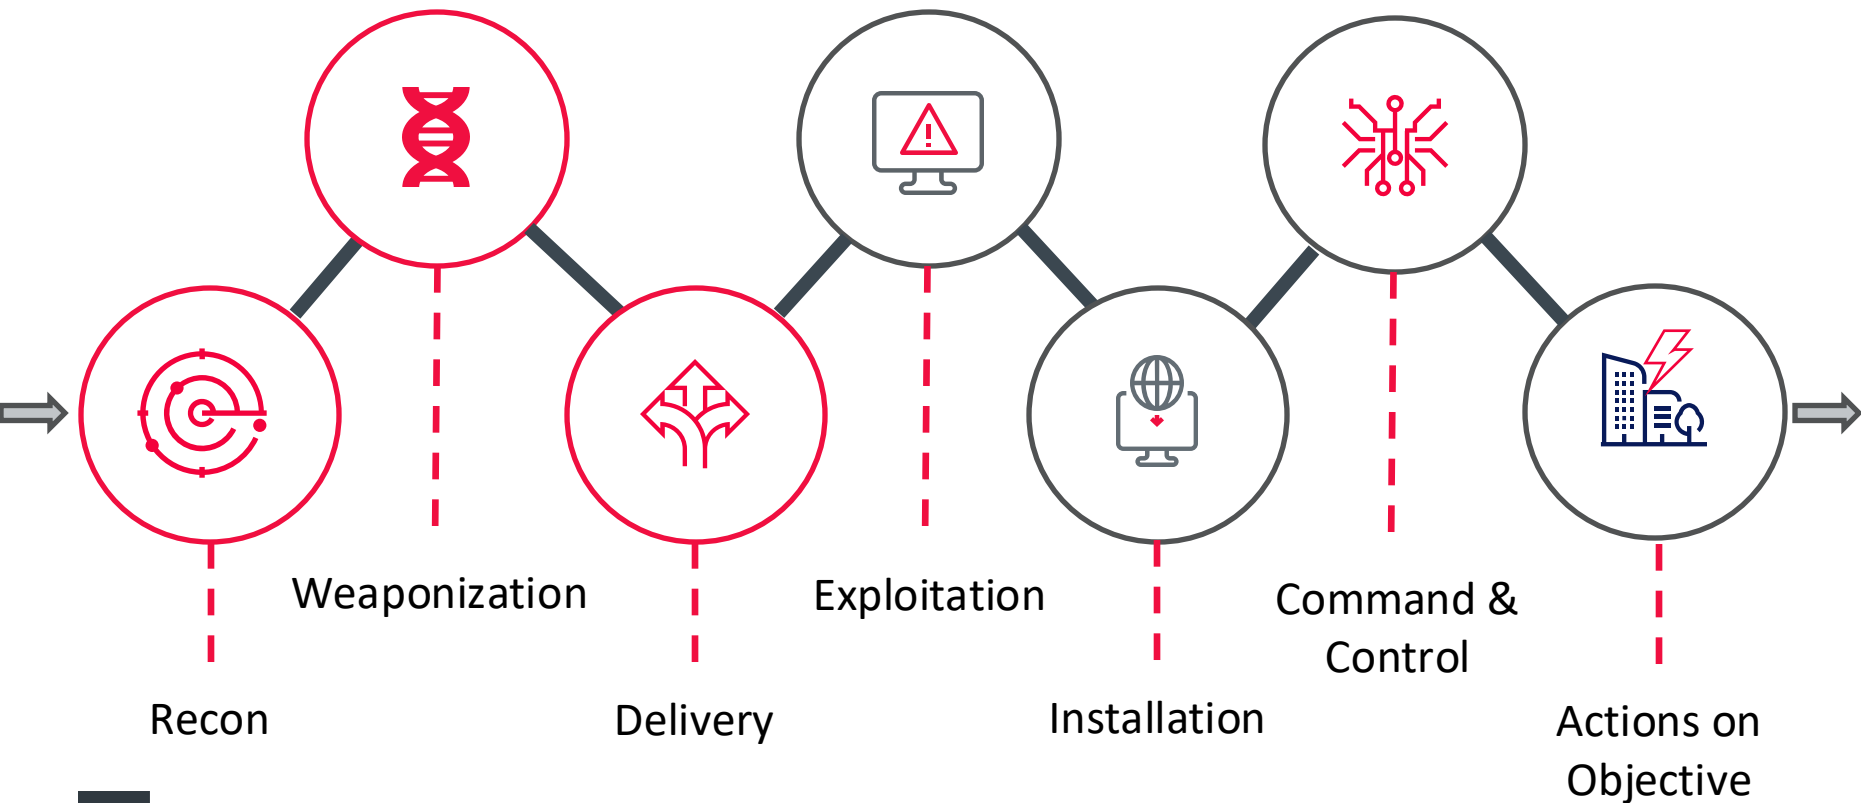 Recon
Weaponization
Delivery
Exploitation
Installation
Command &
Control
Actions on
Objective